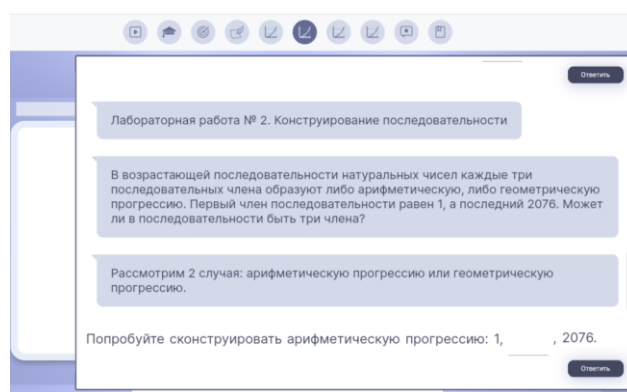 Ответить
Лабораторная работа № 2. Конструирование последовательности
В возрастающей последовательности натуральных чисел каждые три
последовательных члена образуют либо арифметическую, либо геометрическую
прогрессию. Первый член последовательности равен 1, а последний 2076. Может
ли в последовательности быть три члена?
Рассмотрим 2 случая: арифметическую прогрессию или геометрическую
прогрессию.
Попробуйте сконструировать арифметическую прогрессию: 1, , 2076.
Ответить